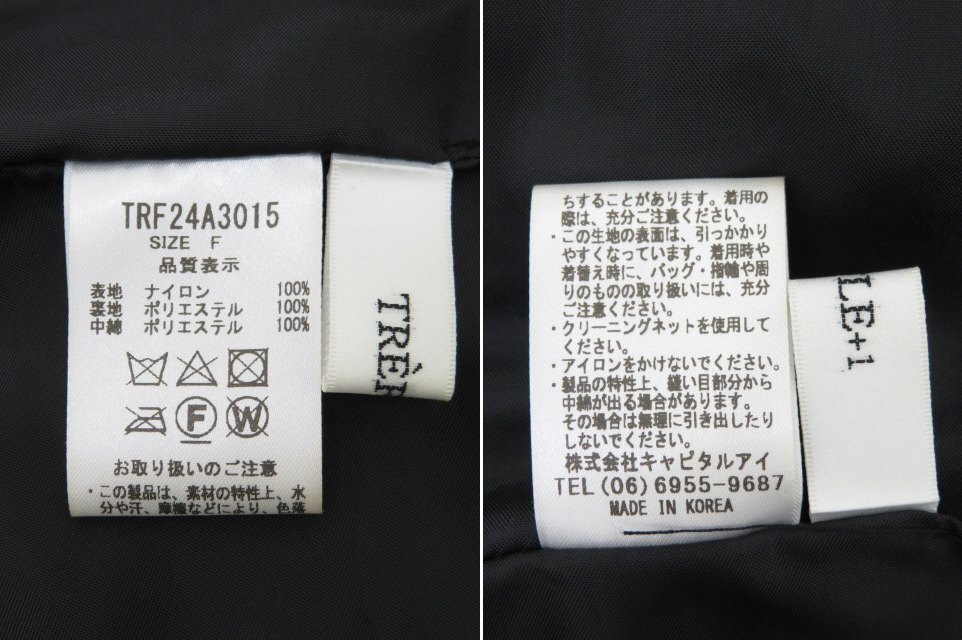 TRF24A3015
SIZE F
品質表示
表地 ナイロン 100%
裏地 ポリエステル 100%
中綿 ポリエステル 100%
F
W
お取り扱いのご注意
・この製品は、素材の特性上、水
分や汗、摩擦などにより、色落
TRÈF
ちすることがあります。着用の
際は、充分ご注意ください。
・この生地の表面は、引っかかり
やすくなっています。着用時や
着替え時に、バッグ・指輪や周
りのものの取り扱いには、充分
ご注意ください。
・クリーニングネットを使用して
ください。
・アイロンをかけないでください。
・製品の特性上、縫い目部分から
中綿が出る場合があります。
その場合は無理に引き出したり
しないでください。
株式会社キャピタルアイ
TEL(06)6955-9687
MADE IN KOREA
LE+1